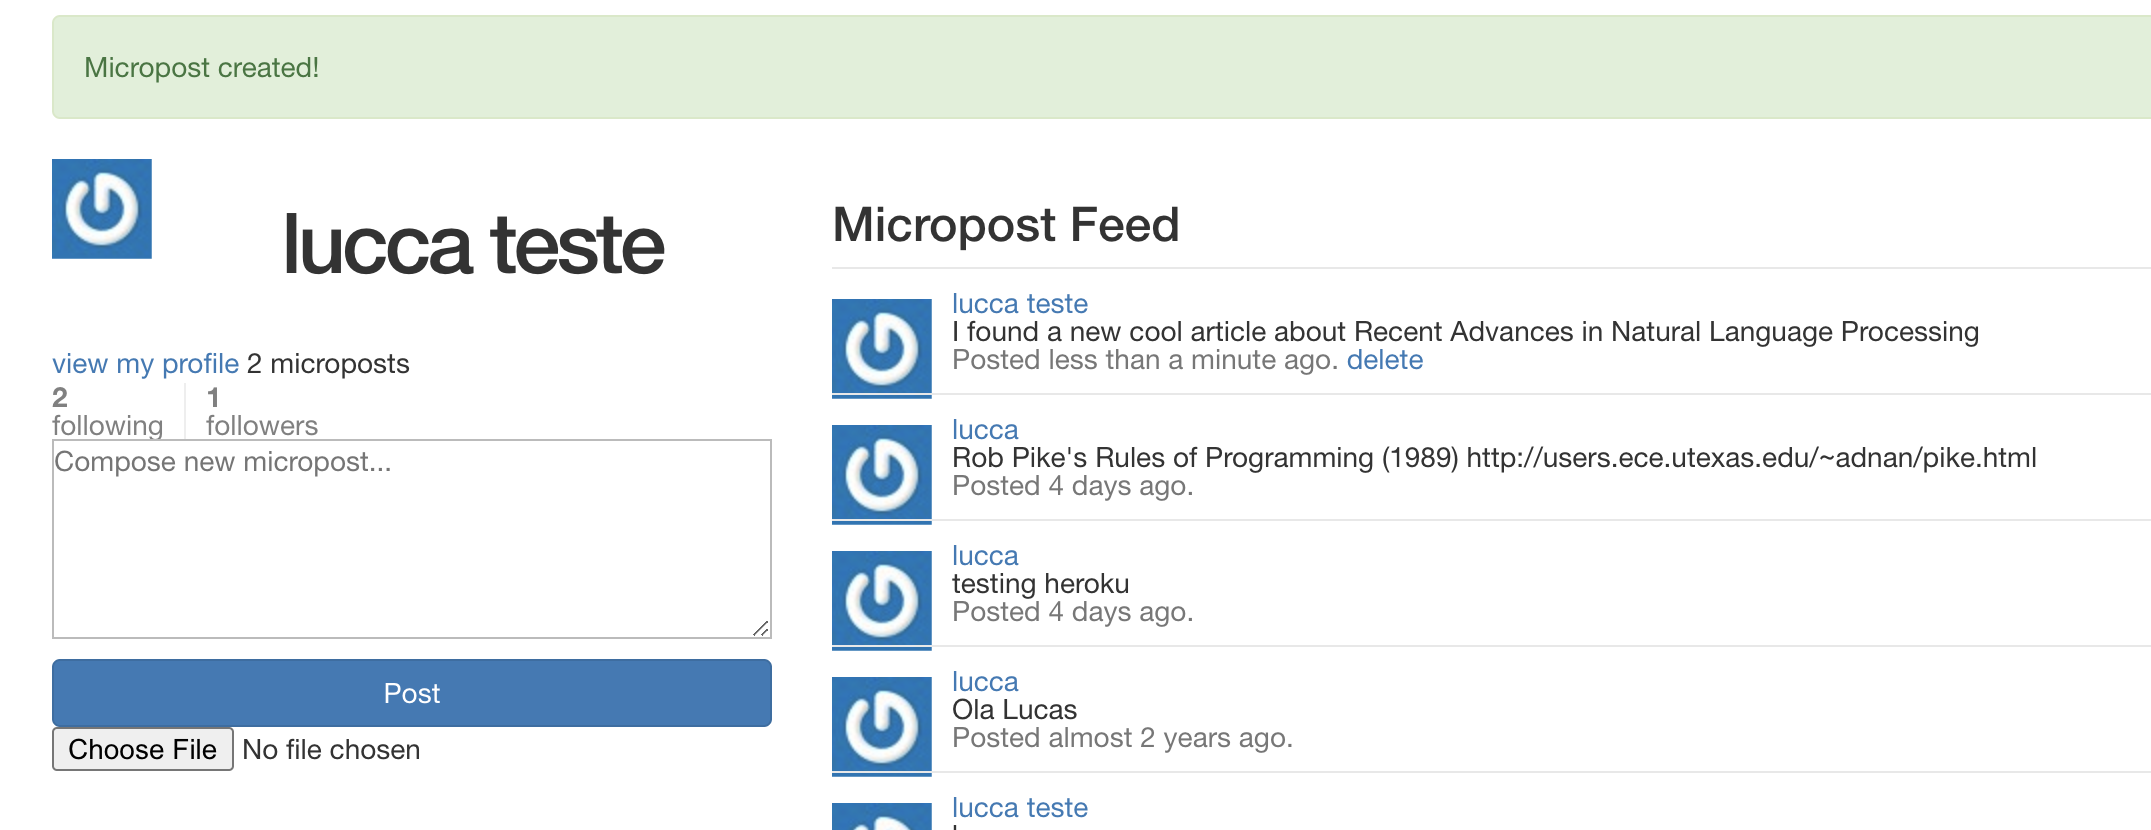 Micropost created!
lucca teste
view my profile 2 microposts
2 1
following followers
Compose new micropost...
Post
Choose File No file chosen
Micropost Feed
lucca teste
I found a new cool article about Recent Advances in Natural Language Processing
Posted less than a minute ago. delete
lucca
Rob Pike's Rules of Programming (1989) http://users.ece.utexas.edu/~adnan/pike.html
Posted 4 days ago.
lucca
testing heroku
Posted 4 days ago.
lucca
Ola Lucas
Posted almost 2 years ago.
lucca teste